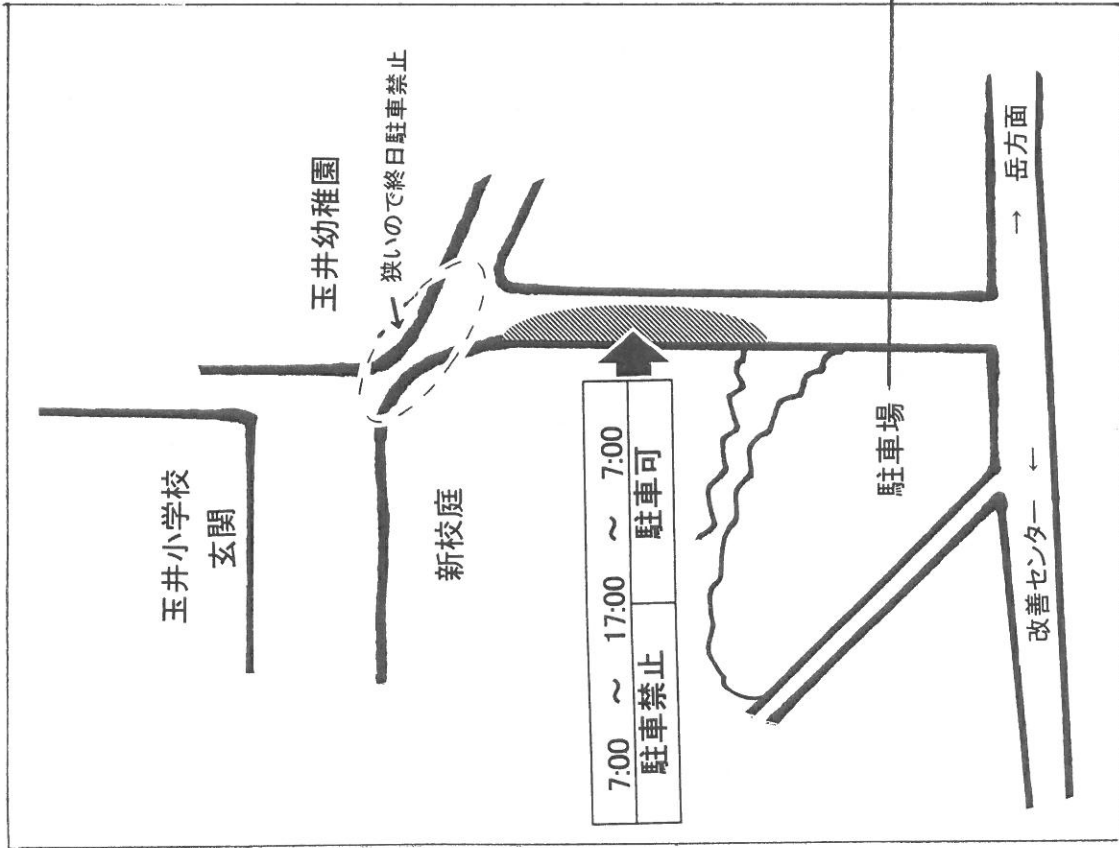 玉井小学校
玄関
玉井幼稚園
狭いので終日駐車禁止
新校庭
7:00 ～ 17:00 ～ 7:00
駐車禁止 駐車可
駐車場
改善センター ←
→ 岳方面